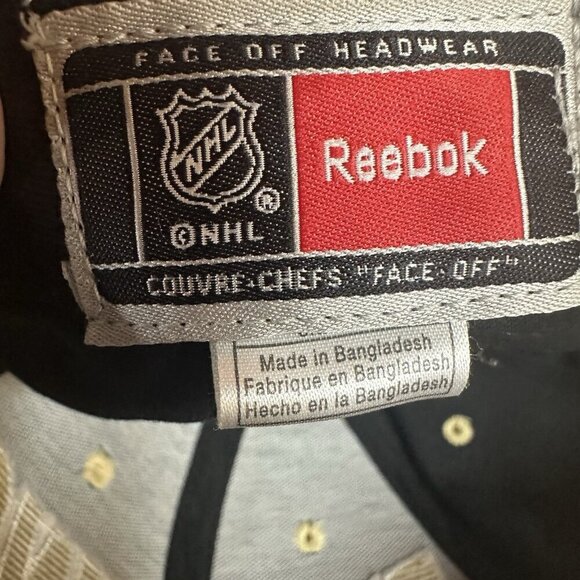 FACE OFF HEADWEAR
NHL
®
©NHL
Reebok
COUVRE-CHEFS "FACE-OFF"
Made in Bangladesh
Fabrique en Bangladesh
Hecho en la Bangladesh